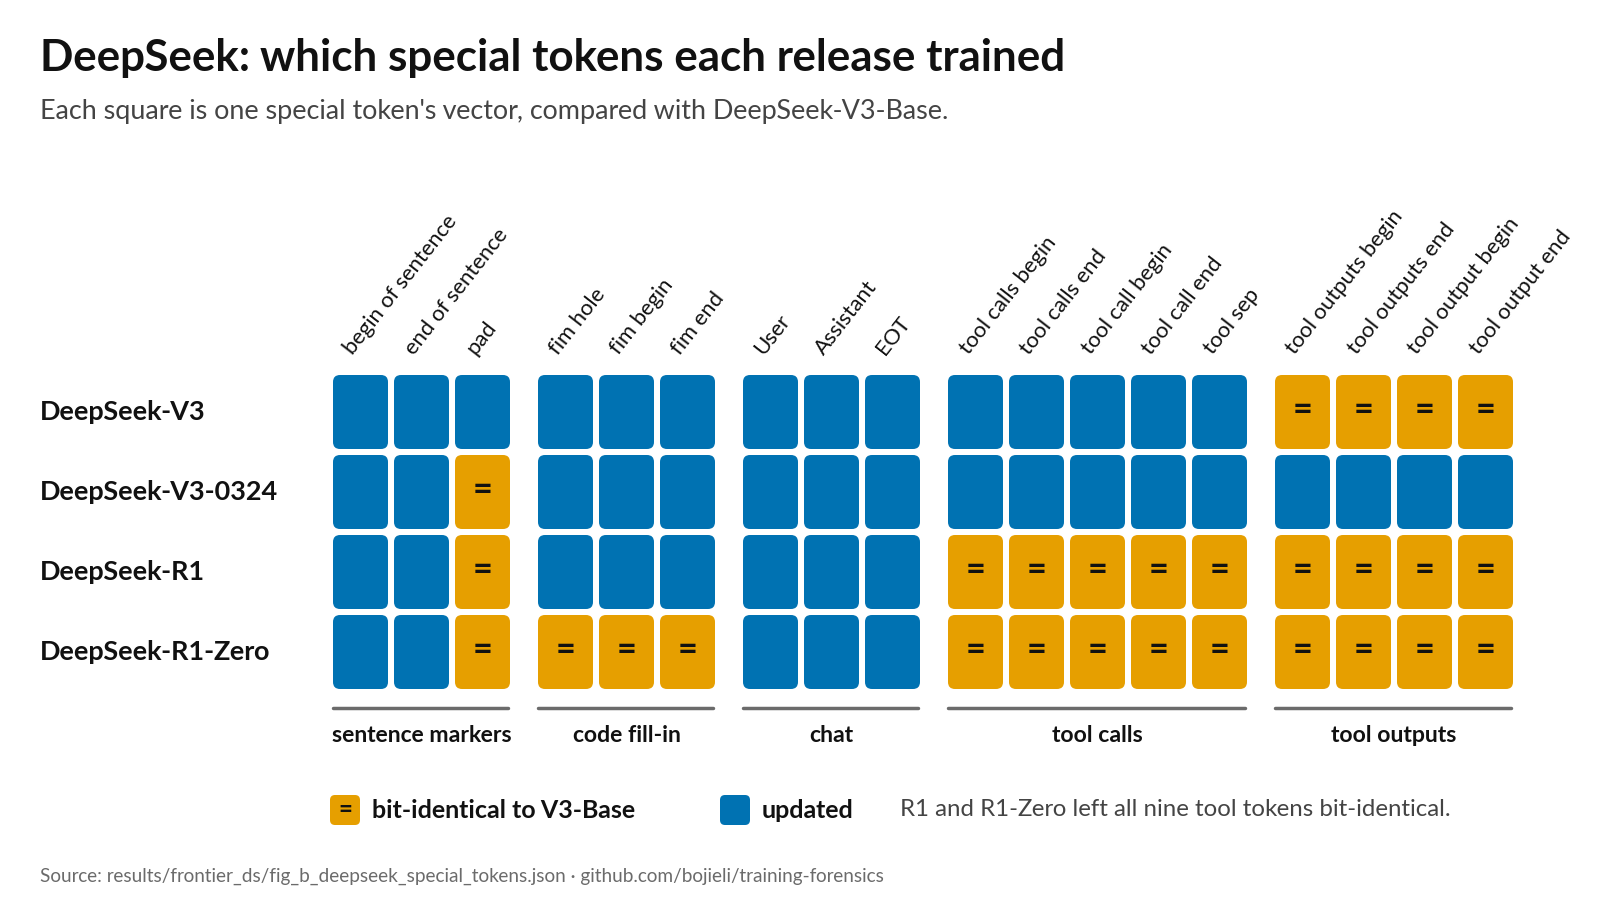 DeepSeek: which special tokens each release trained
Each square is one special token's vector, compared with DeepSeek-V3-Base.
begin of sentence
end of sentence
pad
fim hole
fim begin
fim end
User
Assistant
EOT
tool calls begin
tool calls end
tool call begin
tool call end
tool sep
tool outputs begin
tool outputs end
tool output begin
tool output end
DeepSeek-V3 = = = =
DeepSeek-V3-0324 =
DeepSeek-R1 = = = = = = = = = =
DeepSeek-R1-Zero = = = = = = = = = = = = =
sentence markers code fill-in chat tool calls tool outputs
= bit-identical to V3-Base updated R1 and R1-Zero left all nine tool tokens bit-identical.
Source: results/frontier_ds/fig_b_deepseek_special_tokens.json · github.com/bojieli/training-forensics